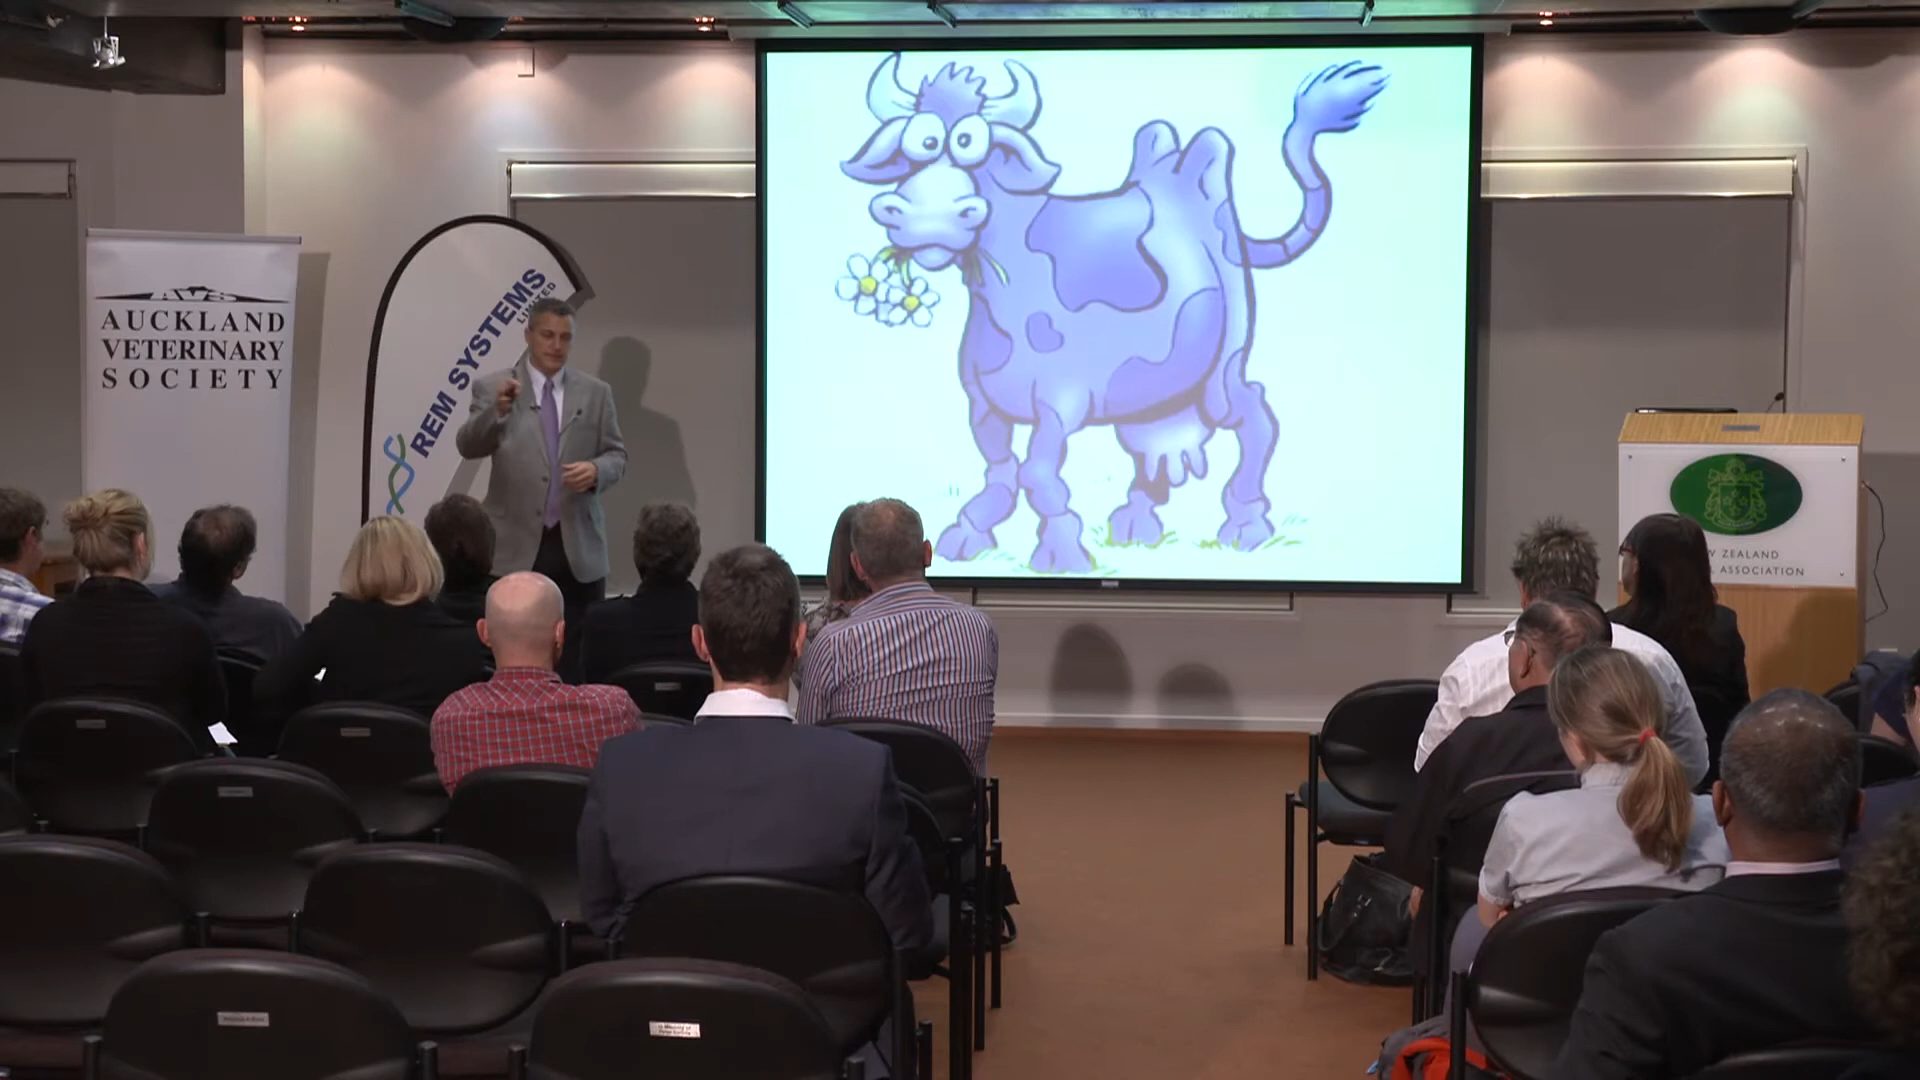 AVS
AUCKLAND
VETERINARY
SOCIETY
REM SYSTEMS
LIMITED
ZEALAND
ASSOCIATION